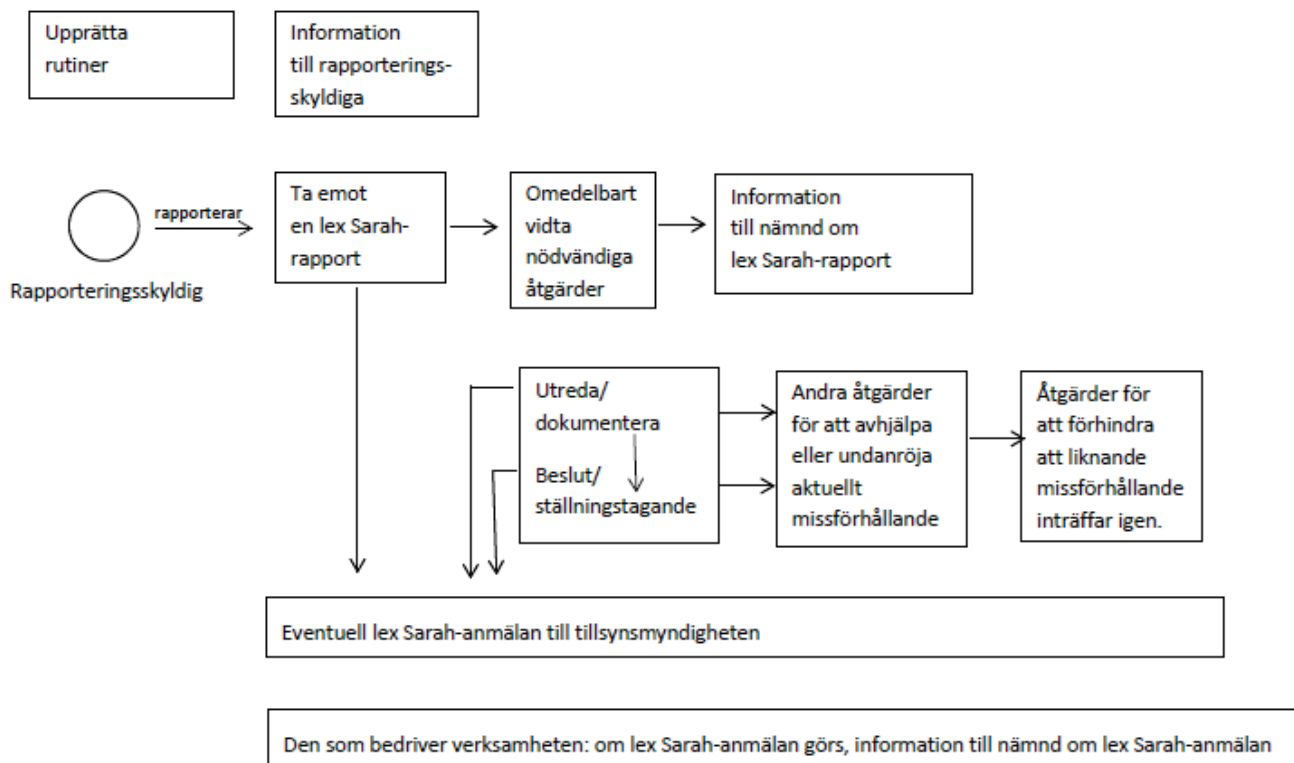 Upprätta
rutiner
Information
till rapporterings-
skyldiga
Rapporteringsskyldig
rapporterar
Ta emot
en lex Sarah-
rapport
Omedelbart
vidta
nödvändiga
åtgärder
Information
till nämnd om
lex Sarah-rapport
Utreda/
dokumentera
Beslut/
ställningstagande
Andra åtgärder
för att avhjälpa
eller undanröja
aktuellt
missförhållande
Åtgärder för
att förhindra
att liknande
missförhållande
inträffar igen.
Eventuell lex Sarah-anmälan till tillsynsmyndigheten
Den som bedriver verksamheten: om lex Sarah-anmälan görs, information till nämnd om lex Sarah-anmälan